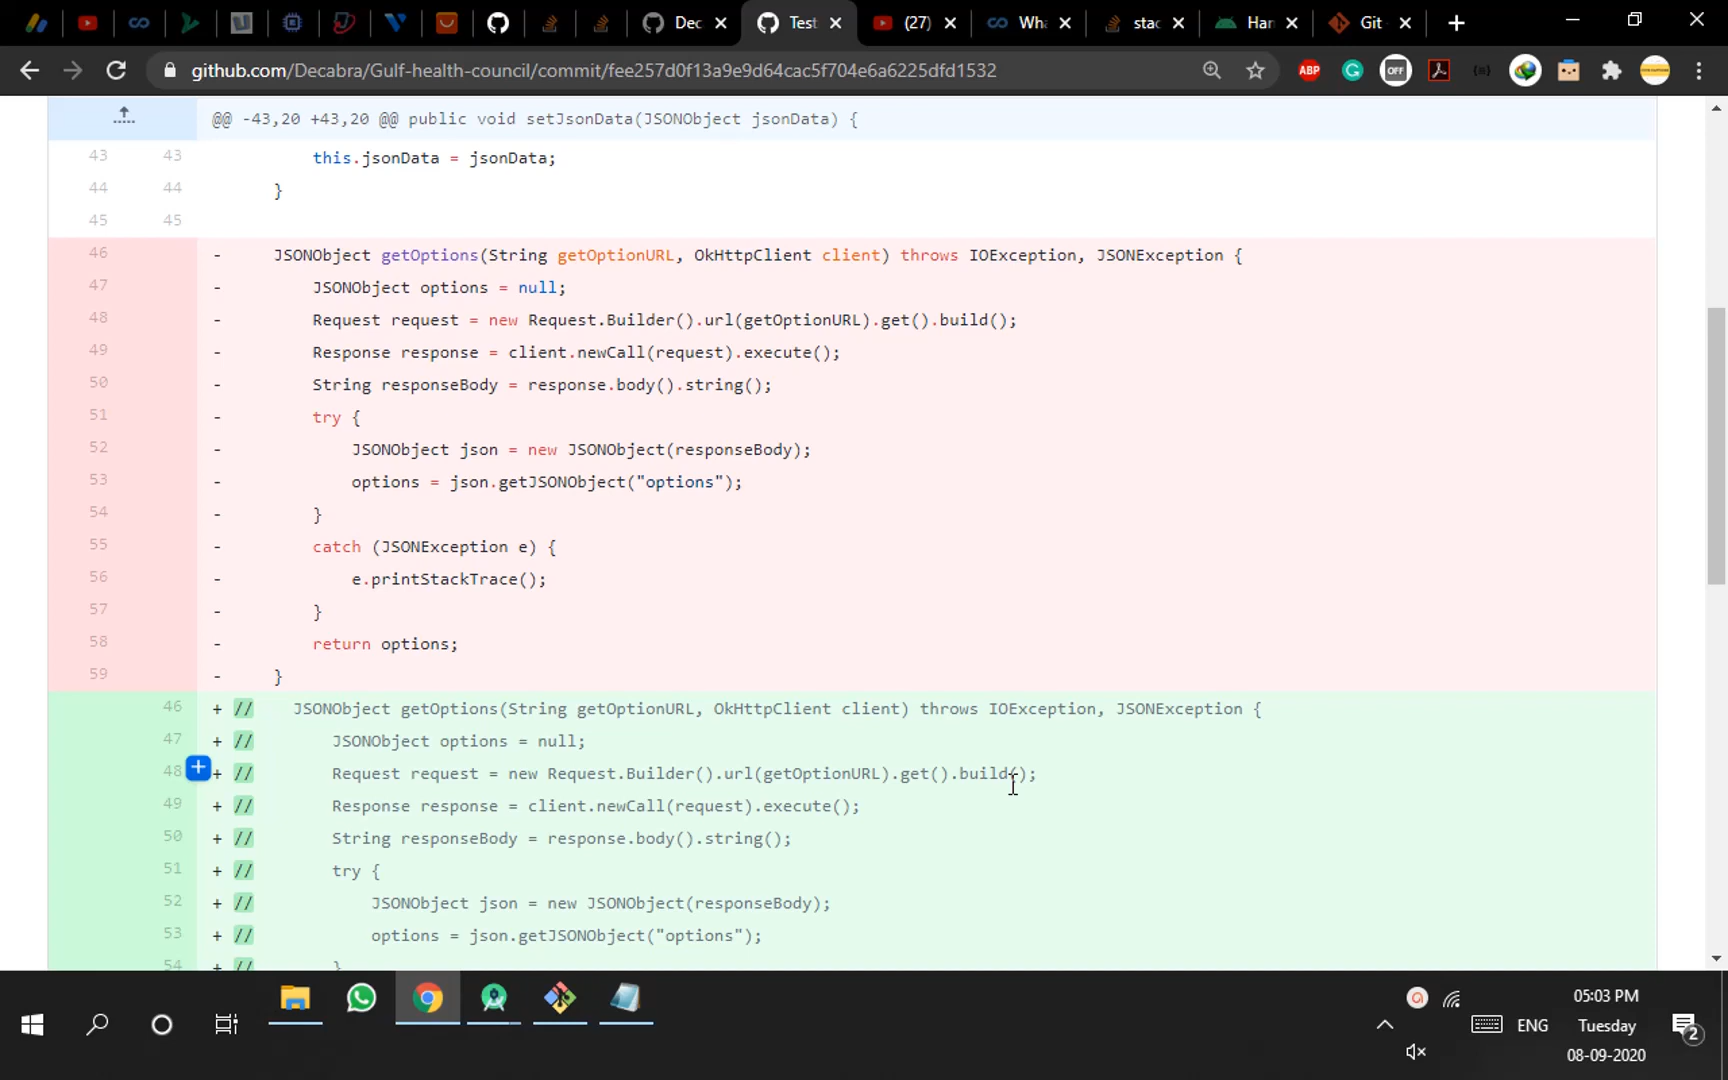 Dec
Test
(27)
Wha
stac
Har
Git
github.com/Decabra/Gulf-health-council/commit/fee257d0f13a9e9d64cac5f704e6a6225dfd1532
ABP
OFF
@@ -43,20 +43,20 @@ public void setJsonData(JSONObject jsonData) {
43 43 this.jsonData = jsonData;
44 44 }
45 45
46 - JSONObject getOptions(String getOptionURL, OkHttpClient client) throws IOException, JSONException {
47 - JSONObject options = null;
48 - Request request = new Request.Builder().url(getOptionURL).get().build();
49 - Response response = client.newCall(request).execute();
50 - String responseBody = response.body().string();
51 - try {
52 - JSONObject json = new JSONObject(responseBody);
53 - options = json.getJSONObject("options");
54 - }
55 - catch (JSONException e) {
56 - e.printStackTrace();
57 - }
58 - return options;
59 - }
46 + // JSONObject getOptions(String getOptionURL, OkHttpClient client) throws IOException, JSONException {
47 + // JSONObject options = null;
48 + // Request request = new Request.Builder().url(getOptionURL).get().build();
49 + // Response response = client.newCall(request).execute();
50 + // String responseBody = response.body().string();
51 + // try {
52 + // JSONObject json = new JSONObject(responseBody);
53 + // options = json.getJSONObject("options");
54 + // }
05:03 PM
ENG Tuesday 2
08-09-2020